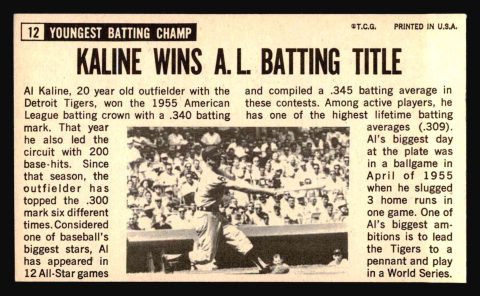 12 YOUNGEST BATTING CHAMP
©T.C.G. PRINTED IN U.S.A.
KALINE WINS A.L. BATTING TITLE
Al Kaline, 20 year old outfielder with the
Detroit Tigers, won the 1955 American
League batting crown with a .340 batting
mark. That year
he also led the
circuit with 200
base-hits. Since
that season, the
outfielder has
topped the .300
mark six different
times. Considered
one of baseball's
biggest stars, Al
has appeared in
12 All-Star games
and compiled a .345 batting average in
these contests. Among active players, he
has one of the highest lifetime batting
averages (.309).
Al's biggest day
at the plate was
in a ballgame in
April of 1955
when he slugged
3 home runs in
one game. One of
Al's biggest am-
bitions is to lead
the Tigers to a
pennant and play
in a World Series.